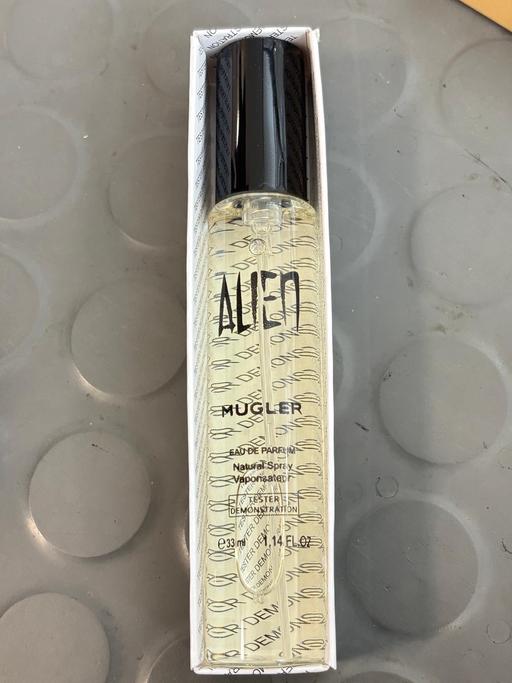 ALIEN
MUGLER
EAU DE PARFUM
Natural Spray
Vaporisateur
TESTER
DEMONSTRATION
℮33 ml 1,14 FL.OZ